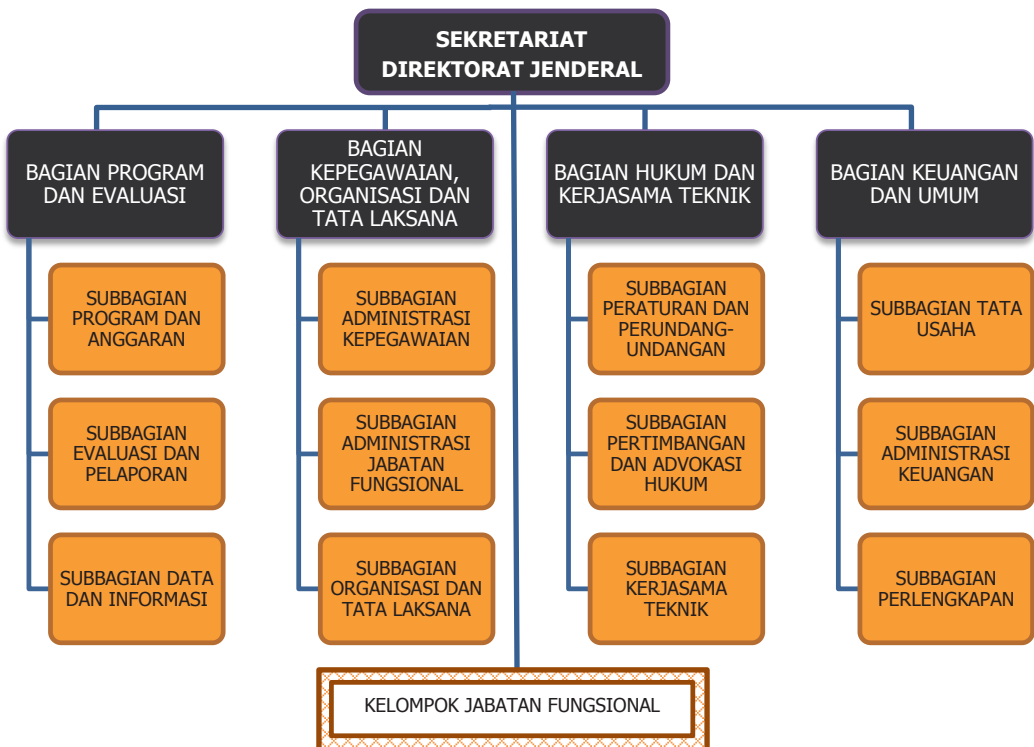 SEKRETARIAT
DIREKTORAT JENDERAL
BAGIAN PROGRAM
DAN EVALUASI
BAGIAN
KEPEGAWAIAN,
ORGANISASI DAN
TATA LAKSANA
BAGIAN HUKUM DAN
KERJASAMA TEKNIK
BAGIAN KEUANGAN
DAN UMUM
SUBBAGIAN
PROGRAM DAN
ANGGARAN
SUBBAGIAN
ADMINISTRASI
KEPEGAWAIAN
SUBBAGIAN
PERATURAN DAN
PERUNDANG-
UNDANGAN
SUBBAGIAN TATA
USAHA
SUBBAGIAN
EVALUASI DAN
PELAPORAN
SUBBAGIAN
ADMINISTRASI
JABATAN
FUNGSIONAL
SUBBAGIAN
PERTIMBANGAN
DAN ADVOKASI
HUKUM
SUBBAGIAN
ADMINISTRASI
KEUANGAN
SUBBAGIAN DATA
DAN INFORMASI
SUBBAGIAN
ORGANISASI DAN
TATA LAKSANA
SUBBAGIAN
KERJASAMA
TEKNIK
SUBBAGIAN
PERLENGKAPAN
KELOMPOK JABATAN FUNGSIONAL